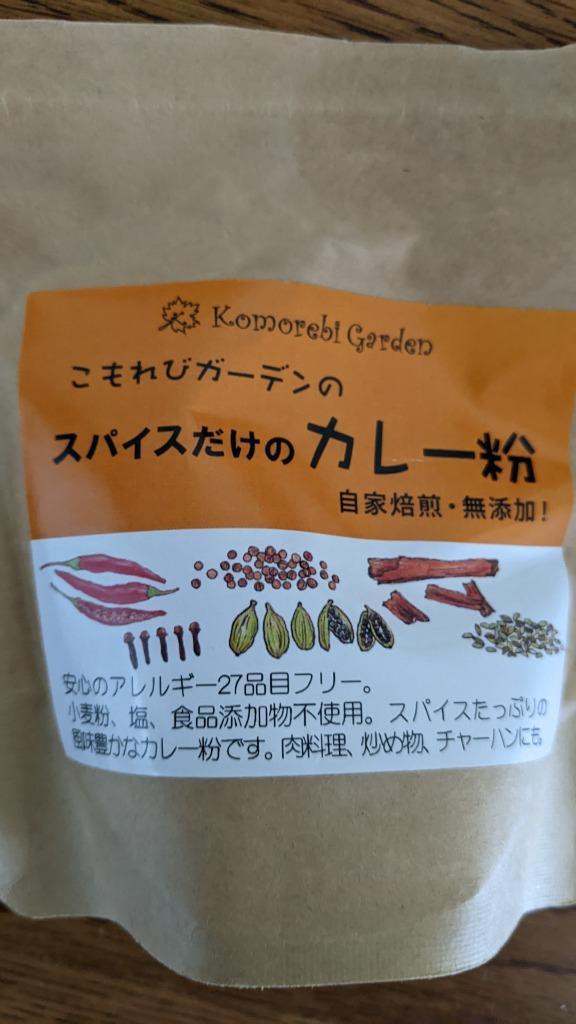 Komorebi Garden
こもれびガーデンの
スパイスだけのカレー粉
自家焙煎・無添加!
安心のアレルギー27品目フリー。
小麦粉、塩、食品添加物不使用。スパイスたっぷりの
風味豊かなカレー粉です。肉料理、炒め物、チャーハンにも。